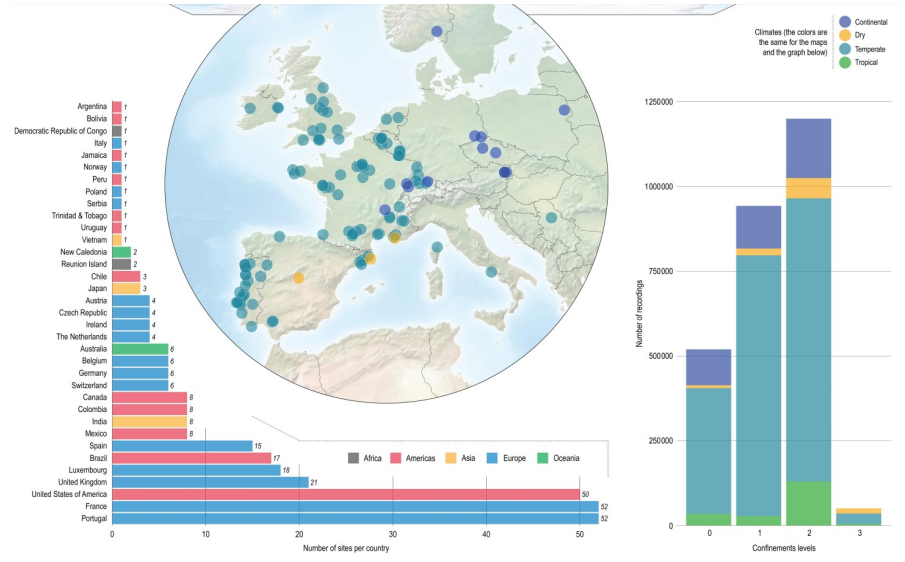 Climates (the colors are
the same for the maps
and the graph below)
Continental
Dry
Temperate
Tropical
Argentina 1
Bolivia 1
Democratic Republic of Congo 1
Italy 1
Jamaica 1
Norway 1
Peru 1
Poland 1
Serbia 1
Trinidad & Tobago 1
Uruguay 1
Vietnam 1
New Caledonia 2
Reunion Island 2
Chile 3
Japan 3
Austria 4
Czech Republic 4
Ireland 4
The Netherlands 4
Australia 6
Belgium 6
Germany 6
Switzerland 6
Canada 8
Colombia 8
India 8
Mexico 8
Spain 15
Brazil 17
Luxembourg 18
United Kingdom 21
United States of America 50
France 52
Portugal 52
0 10 20 30 40 50
Number of sites per country
Africa Americas Asia Europe Oceania
1250000
1000000
750000
500000
250000
0
Number of recordings
0 1 2 3
Confinements levels